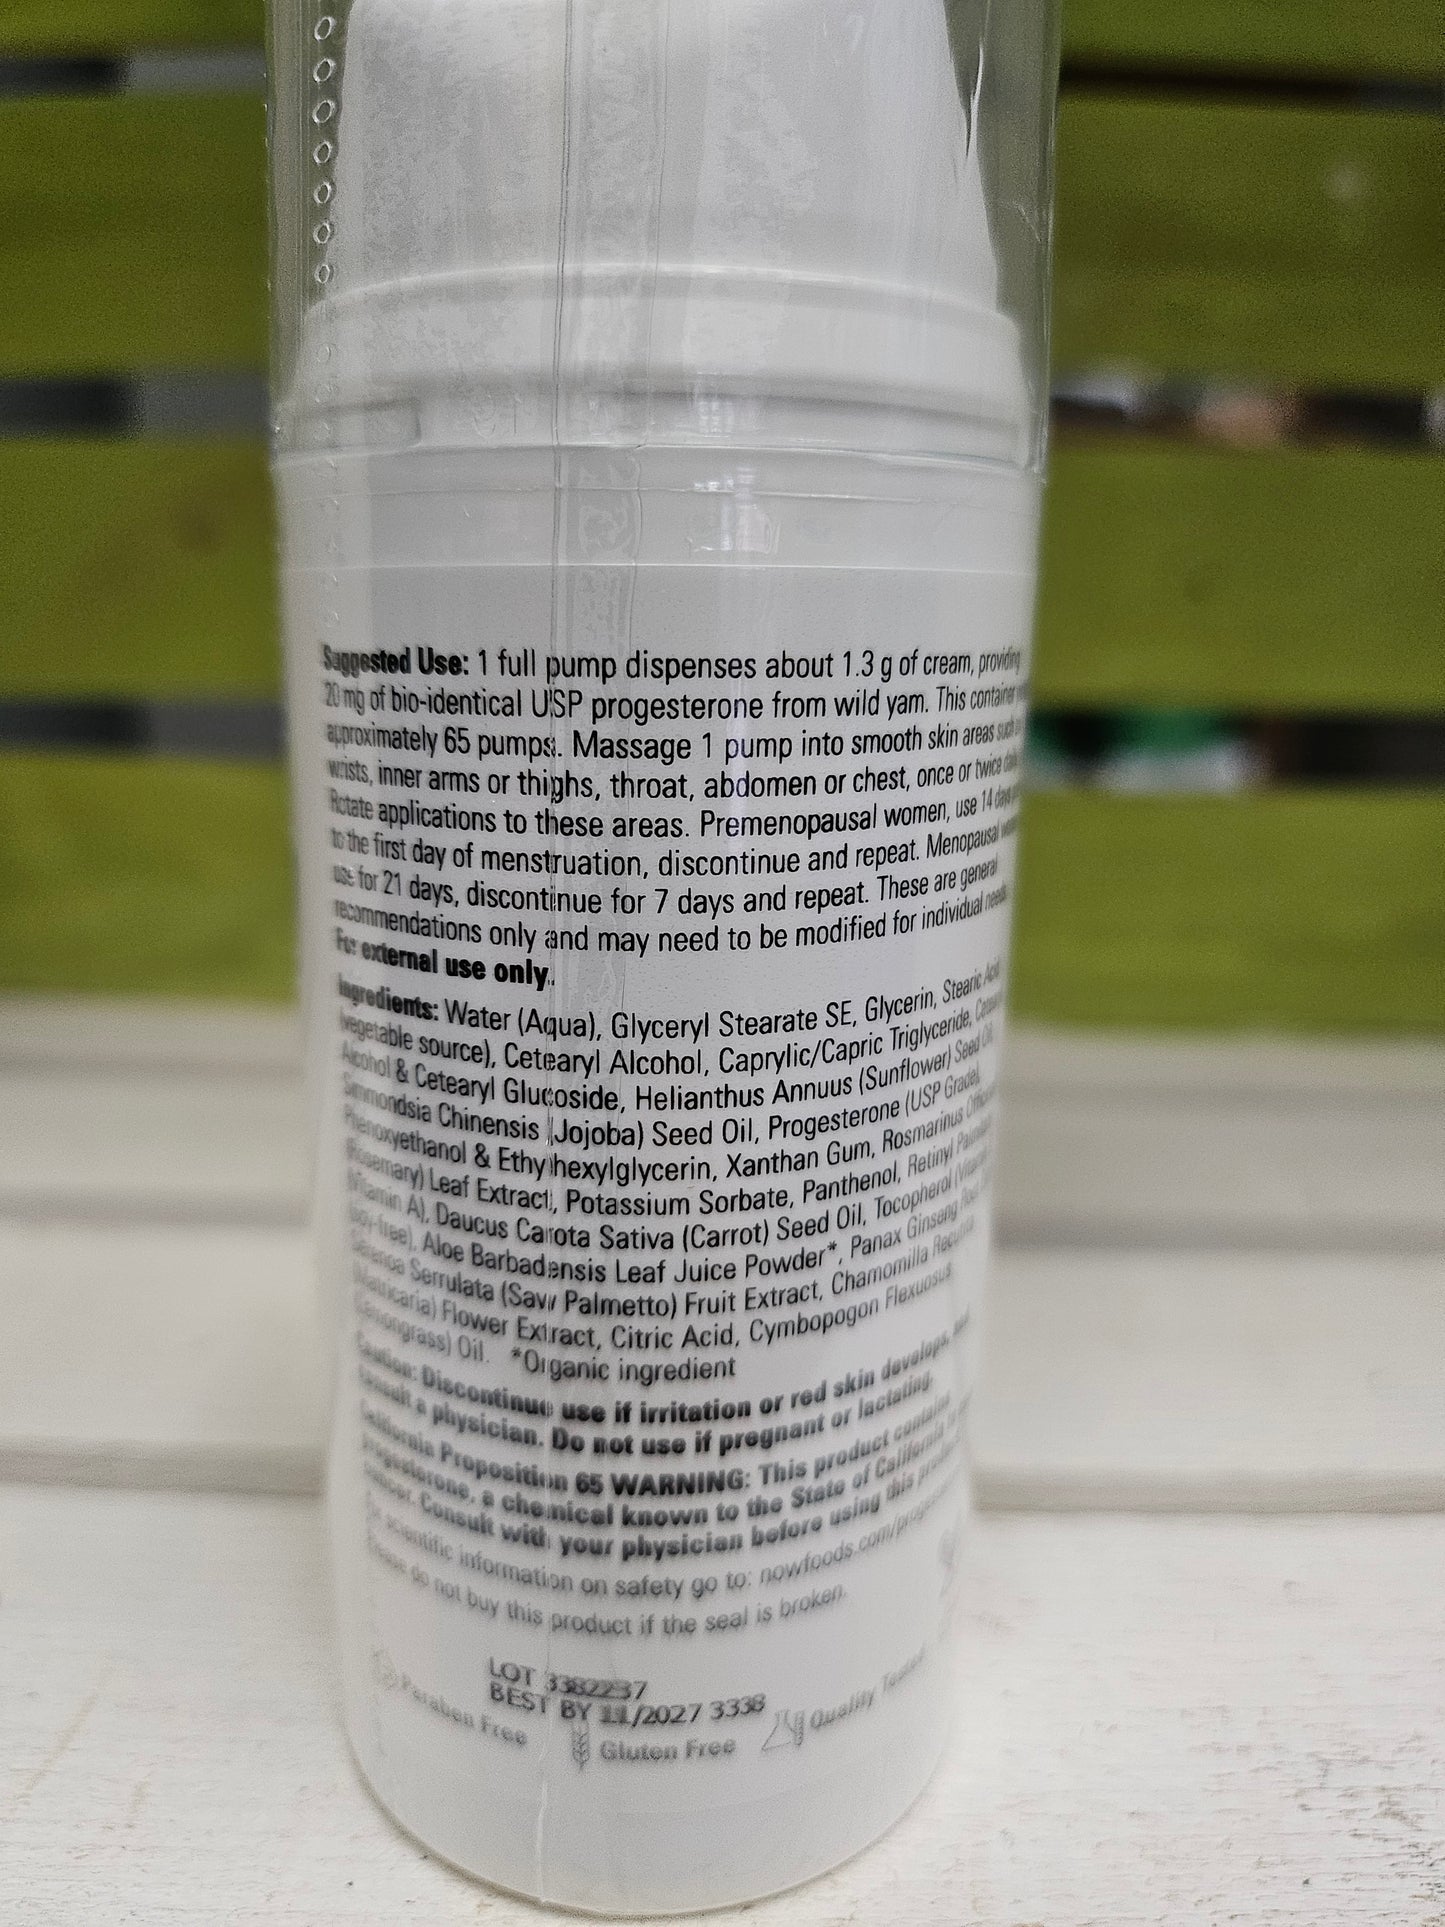 Suggested Use: 1 full pump dispenses about 1.3 g of cream, providing
20 mg of bio-identical USP progesterone from wild yam. This container
approximately 65 pumps. Massage 1 pump into smooth skin areas such
wrists, inner arms or thighs, throat, abdomen or chest, once or twice daily.
Rotate applications to these areas. Premenopausal women, use 14 days
to the first day of menstruation, discontinue and repeat. Menopausal
use for 21 days, discontinue for 7 days and repeat. These are general
recommendations only and may need to be modified for individual needs.
For external use only.
Ingredients: Water (Aqua), Glyceryl Stearate SE, Glycerin, Stearic Acid
(vegetable source), Cetearyl Alcohol, Caprylic/Capric Triglyceride,
Alcohol & Cetearyl Glucoside, Helianthus Annuus (Sunflower) Seed Oil,
Simmondsia Chinensis (Jojoba) Seed Oil, Progesterone (USP Grade),
Phenoxyethanol & Ethylhexylglycerin, Xanthan Gum, Rosmarinus
(Rosemary) Leaf Extract, Potassium Sorbate, Panthenol, Retinyl Palmitate
(Vitamin A), Daucus Carota Sativa (Carrot) Seed Oil, Tocopherol (Vitamin
(soy-free), Aloe Barbadensis Leaf Juice Powder*, Panax Ginseng Root
Serenoa Serrulata (Saw Palmetto) Fruit Extract, Chamomilla Recutita
(Matricaria) Flower Extract, Citric Acid, Cymbopogon Flexuosus
(Lemongrass) Oil. *Organic ingredient
Caution: Discontinue use if irritation or red skin develops, and
consult a physician. Do not use if pregnant or lactating.
California Proposition 65 WARNING: This product contains
progesterone, a chemical known to the State of California to
cancer. Consult with your physician before using this product.
For scientific information on safety go to: nowfoods.com/
Please do not buy this product if the seal is broken.
LOT 3382237
BEST BY 11/2027 3338
Paraben Free
Gluten Free
Quality Tested